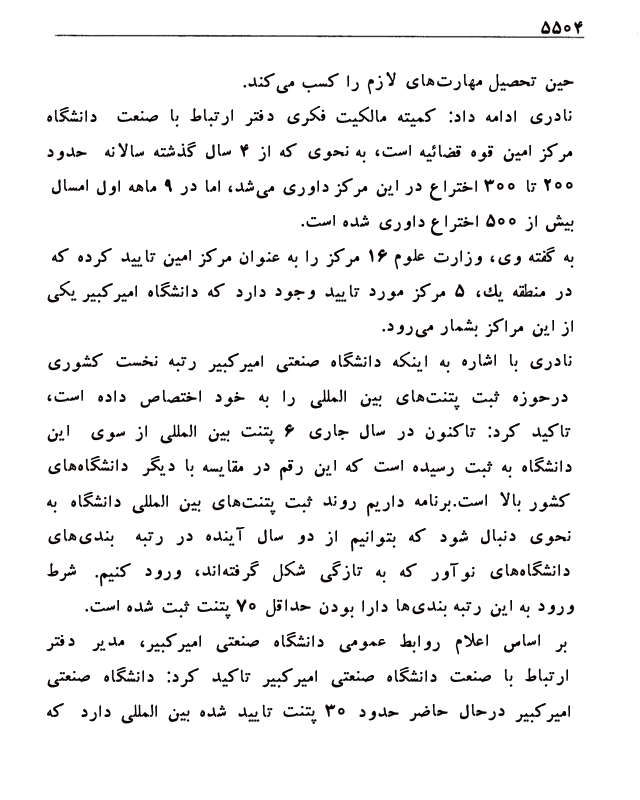 ۵۵۰۴
حین تحصیل مهارت‌های لازم را کسب می‌کند.
نادری ادامه داد: کمیته مالکیت فکری دفتر ارتباط با صنعت دانشگاه
مرکز امین قوه قضائیه است، به نحوی که از ۴ سال گذشته سالانه حدود
۲۰۰ تا ۳۰۰ اختراع در این مرکز داوری می‌شد، اما در ۹ ماهه اول امسال
بیش از ۵۰۰ اختراع داوری شده است.
به گفته وی، وزارت علوم ۱۶ مرکز را به عنوان مرکز امین تایید کرده که
در منطقه یك، ۵ مرکز مورد تایید وجود دارد که دانشگاه امیرکبیر یکی
از این مراکز بشمار می‌رود.
نادری با اشاره به اینکه دانشگاه صنعتی امیرکبیر رتبه نخست کشوری
درحوزه ثبت پتنت‌های بین المللی را به خود اختصاص داده است،
تاکید کرد: تاکنون در سال جاری ۶ پتنت بین المللی از سوی این
دانشگاه به ثبت رسیده است که این رقم در مقایسه با دیگر دانشگاه‌های
کشور بالا است.برنامه داریم روند ثبت پتنت‌های بین المللی دانشگاه به
نحوی دنبال شود که بتوانیم از دو سال آینده در رتبه بندی‌های
دانشگاه‌های نوآور که به تازگی شکل گرفته‌اند، ورود کنیم. شرط
ورود به این رتبه بندی‌ها دارا بودن حداقل ۷۰ پتنت ثبت شده است.
بر اساس اعلام روابط عمومی دانشگاه صنعتی امیرکبیر، مدیر دفتر
ارتباط با صنعت دانشگاه صنعتی امیرکبیر تاکید کرد: دانشگاه صنعتی
امیرکبیر درحال حاضر حدود ۳۰ پتنت تایید شده بین المللی دارد که